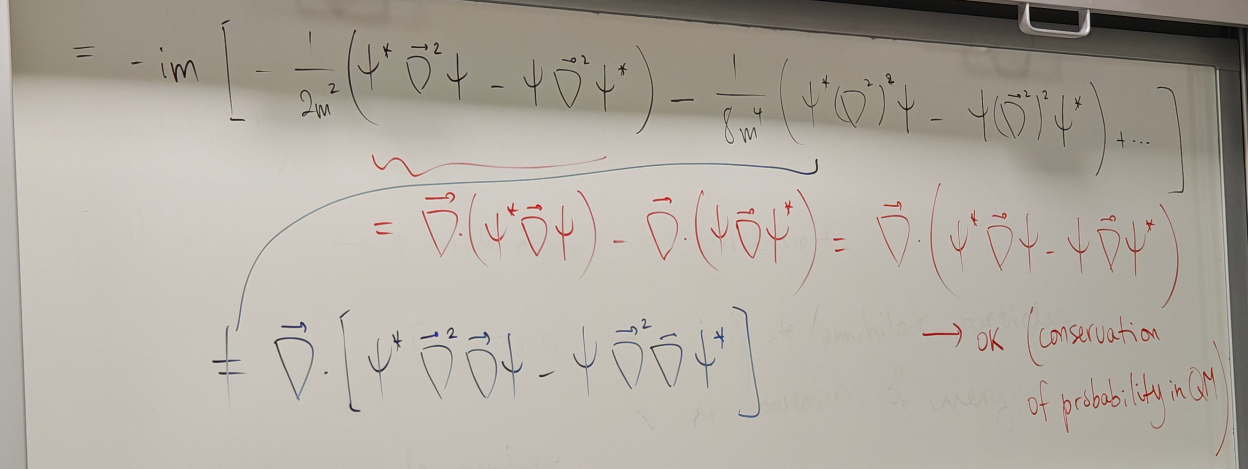 = -im [ - 1/2m² (ψ* ∇⃗² ψ - ψ ∇⃗² ψ*) - 1/8m⁴ (ψ* (∇⃗²)² ψ - ψ (∇⃗²)² ψ*) + ... ]
= ∇⃗·(ψ* ∇⃗ψ) - ∇⃗·(ψ ∇⃗ψ*) = ∇⃗·(ψ* ∇⃗ψ - ψ ∇⃗ψ*)
→ OK (conservation
of probability in QM)
≠ ∇⃗·[ψ* ∇⃗² ∇⃗ψ - ψ ∇⃗² ∇⃗ψ*]